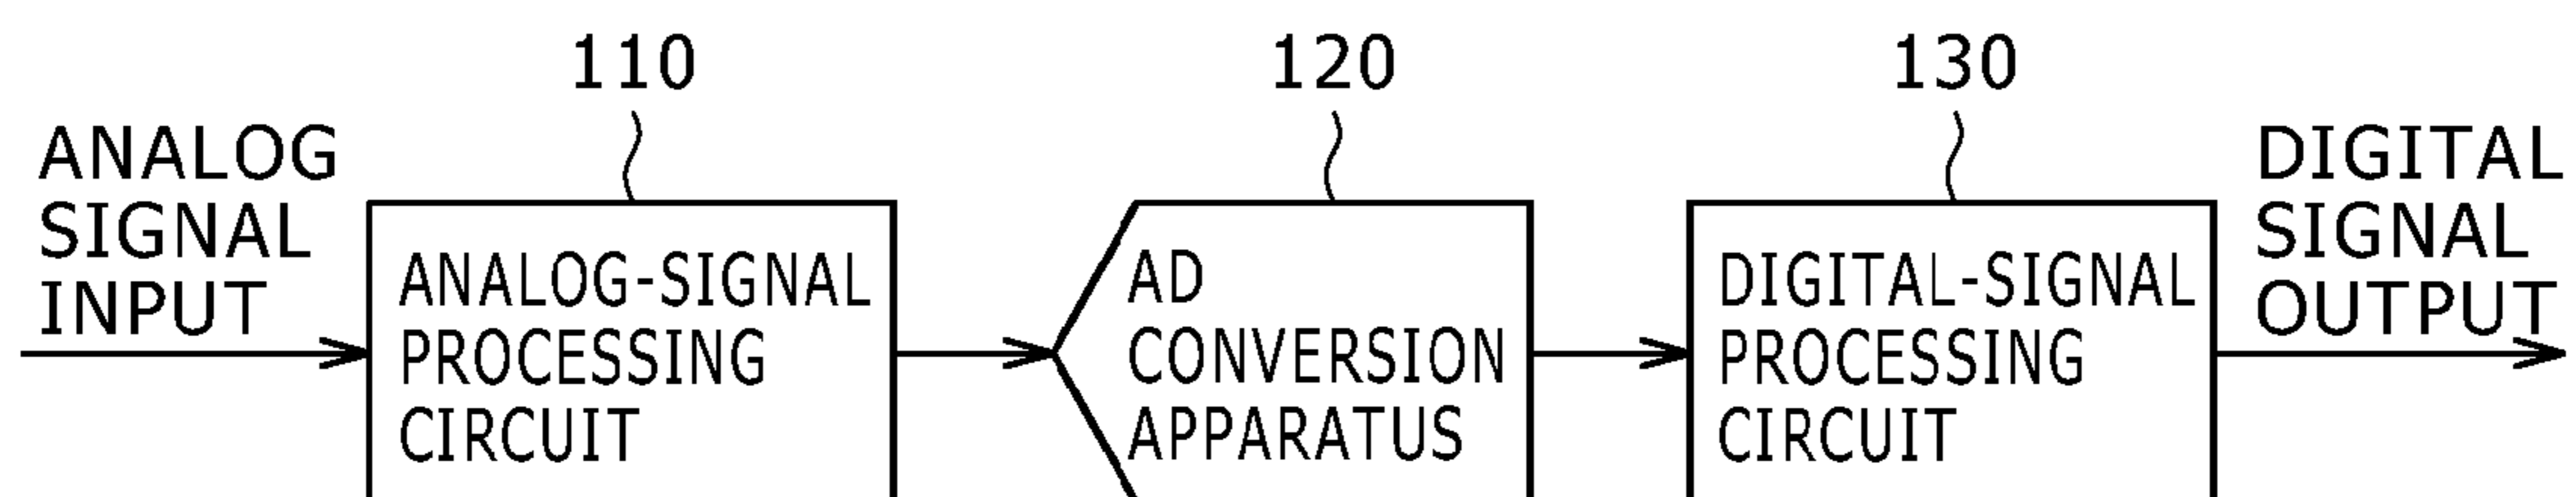 110
120
130
ANALOG
SIGNAL
INPUT
ANALOG-SIGNAL
PROCESSING
CIRCUIT
AD
CONVERSION
APPARATUS
DIGITAL-SIGNAL
PROCESSING
CIRCUIT
DIGITAL
SIGNAL
OUTPUT